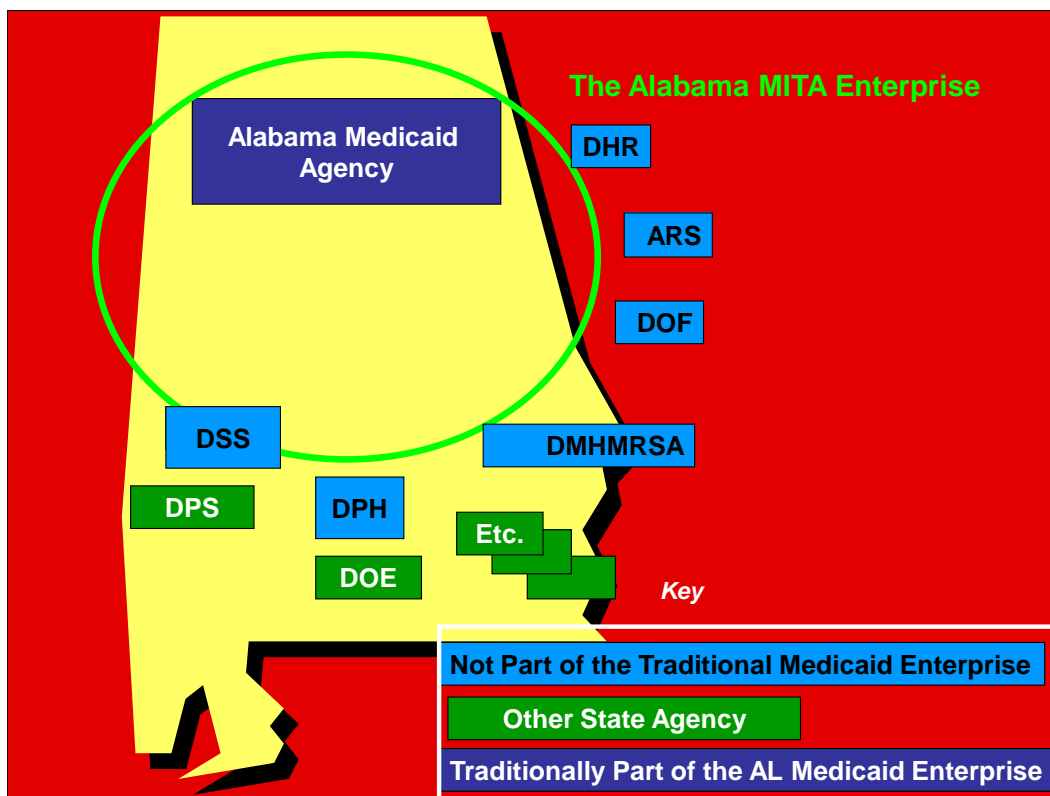 The Alabama MITA Enterprise
Alabama Medicaid
Agency
DHR
ARS
DOF
DSS
DMHMRSA
DPS
DPH
Etc.
DOE
Key
Not Part of the Traditional Medicaid Enterprise
Other State Agency
Traditionally Part of the AL Medicaid Enterprise